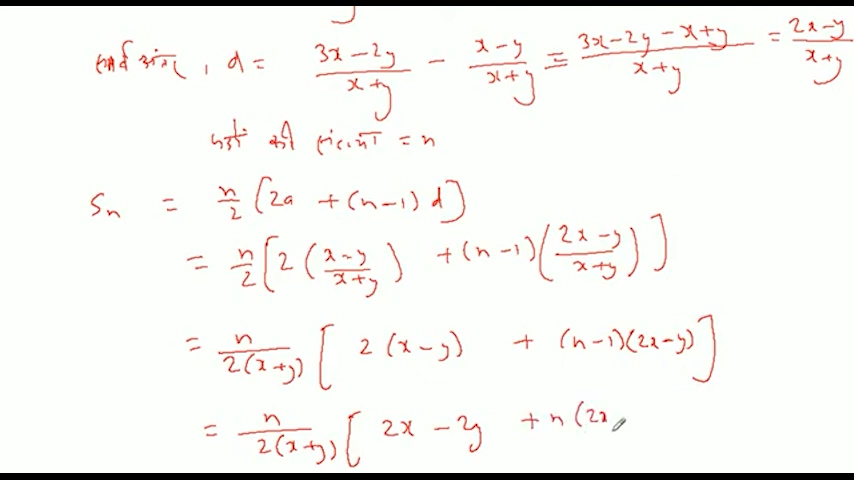 सार्व अंतर, d = (3x-2y)/(x+y) - (x-y)/(x+y) = (3x-2y-x+y)/(x+y) = (2x-y)/(x+y)
पदों की संख्या = n
Sn = n/2 [2a + (n-1) d]
= n/2 [2 ((x-y)/(x+y)) + (n-1) ((2x-y)/(x+y))]
= n/(2(x+y)) [2(x-y) + (n-1)(2x-y)]
= n/(2(x+y)) [2x - 2y + n(2x